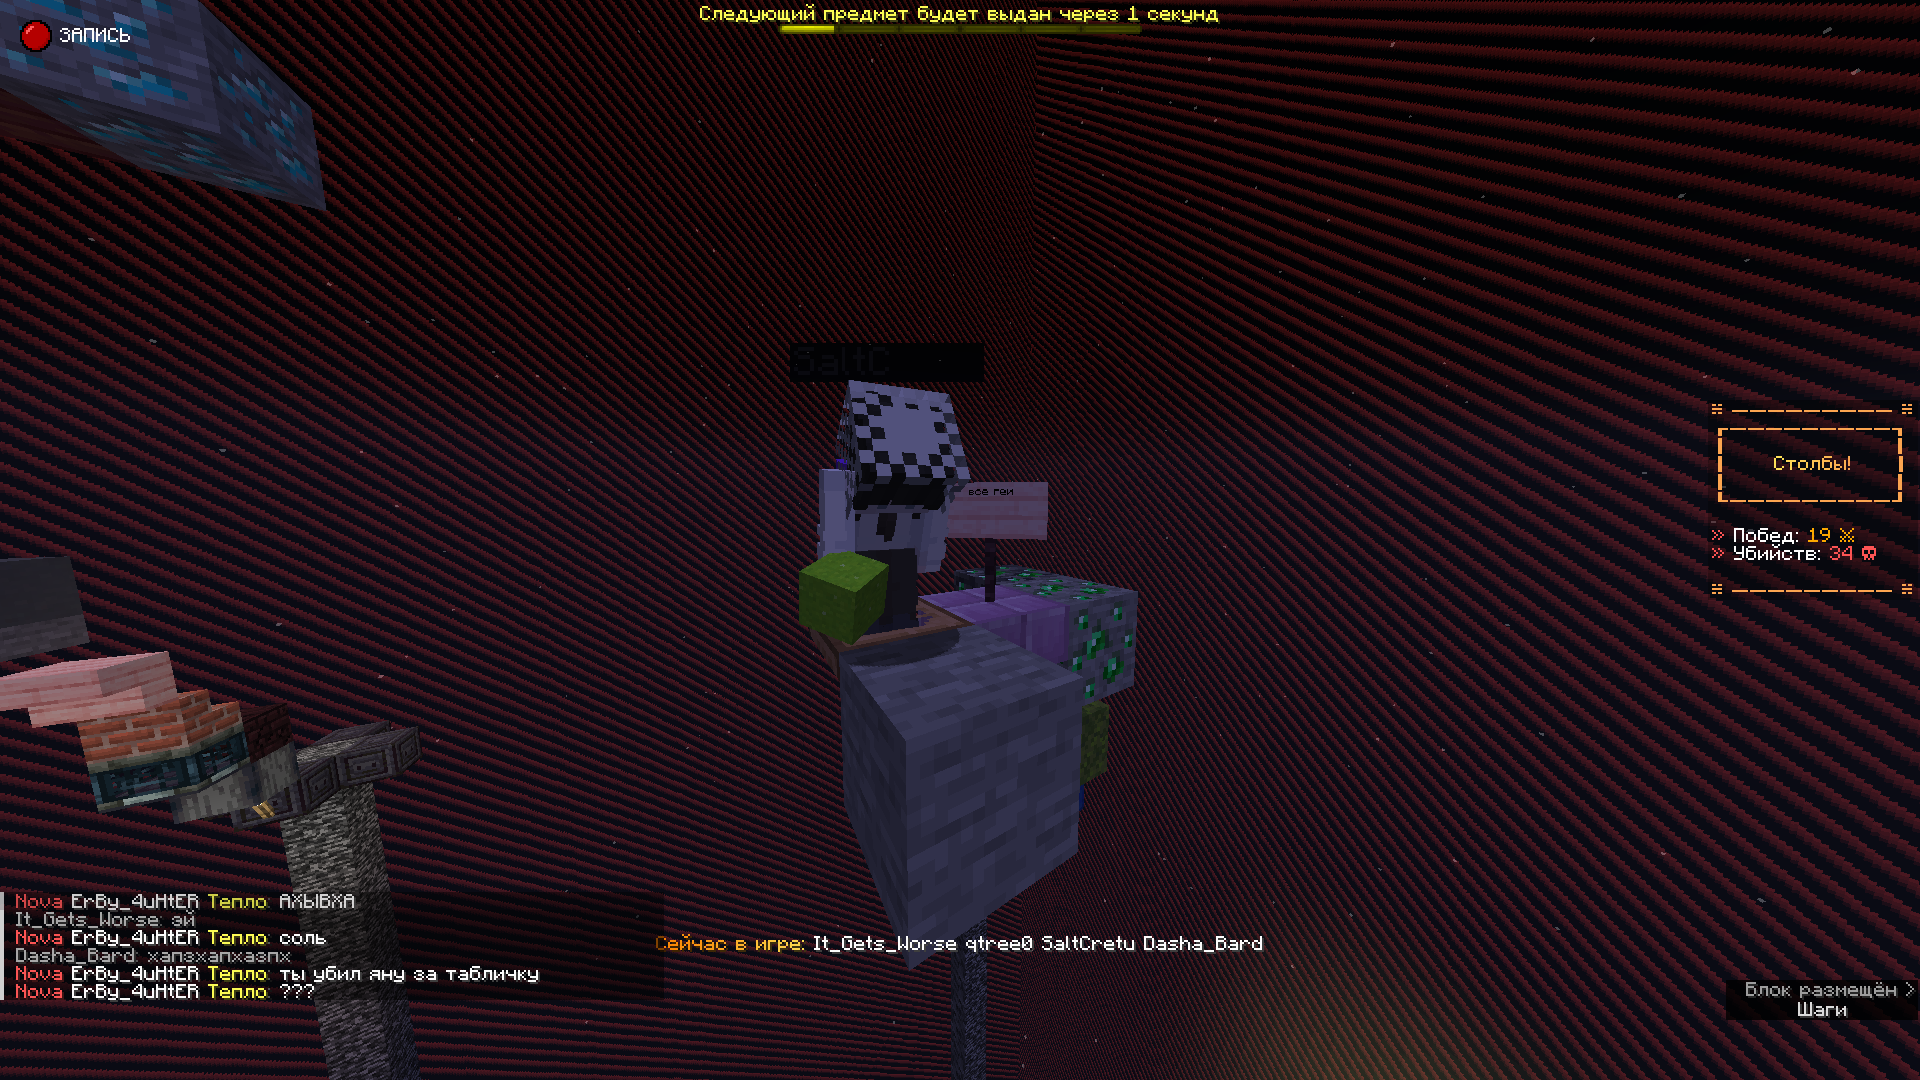 Следующий предмет будет выдан через 1 секунд
ЗАПИСЬ
SaltC
все геи
Столбы!
» Побед: 19
» Убийств: 34
Nova ErBy_4uHtER Тепло: АХЫВХА
It_Gets_Worse: эй
Nova ErBy_4uHtER Тепло: соль
Dasha_Bard: хапзхапхазпх
Nova ErBy_4uHtER Тепло: ты убил яну за табличку
Nova ErBy_4uHtER Тепло: ???
Сейчас в игре: It_Gets_Worse qtree0 SaltCretu Dasha_Bard
Блок размещён >
Шаги